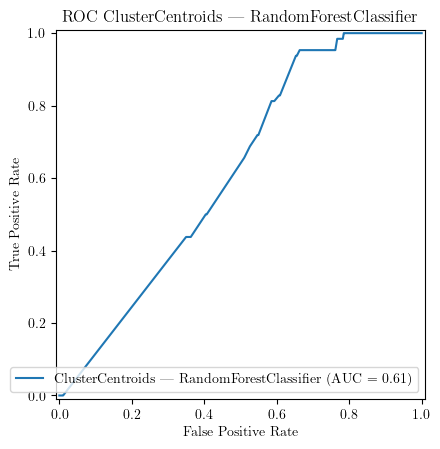 ROC ClusterCentroids — RandomForestClassifier
1.0
0.8
0.6
0.4
0.2
0.0
True Positive Rate
ClusterCentroids — RandomForestClassifier (AUC = 0.61)
0.0 0.2 0.4 0.6 0.8 1.0
False Positive Rate